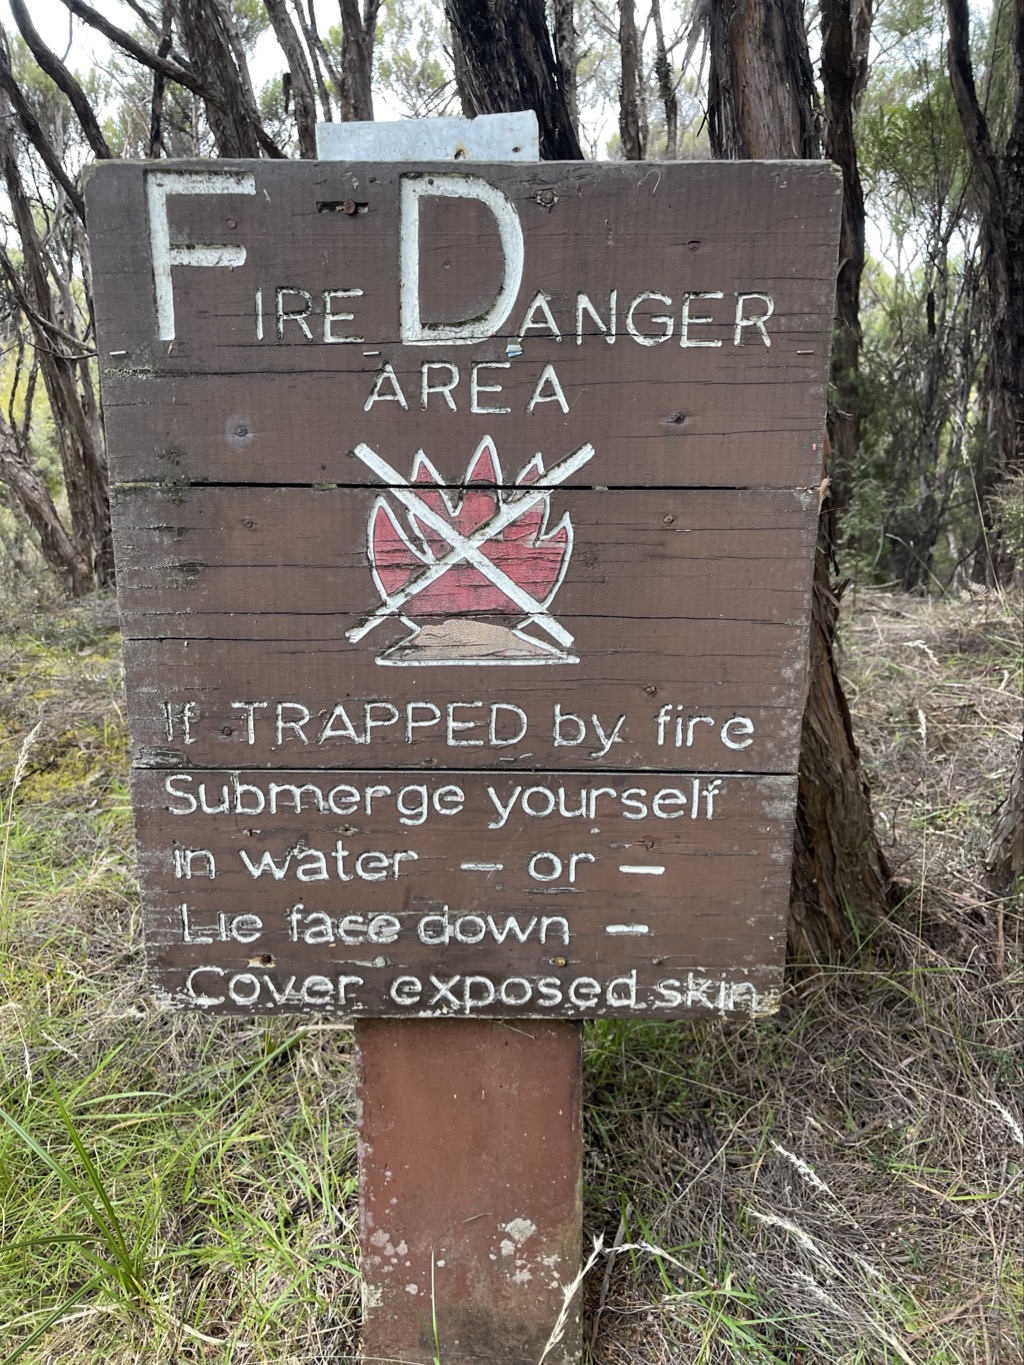 FIRE DANGER
AREA
If TRAPPED by fire
Submerge yourself
in water – or –
Lie face down –
Cover exposed skin